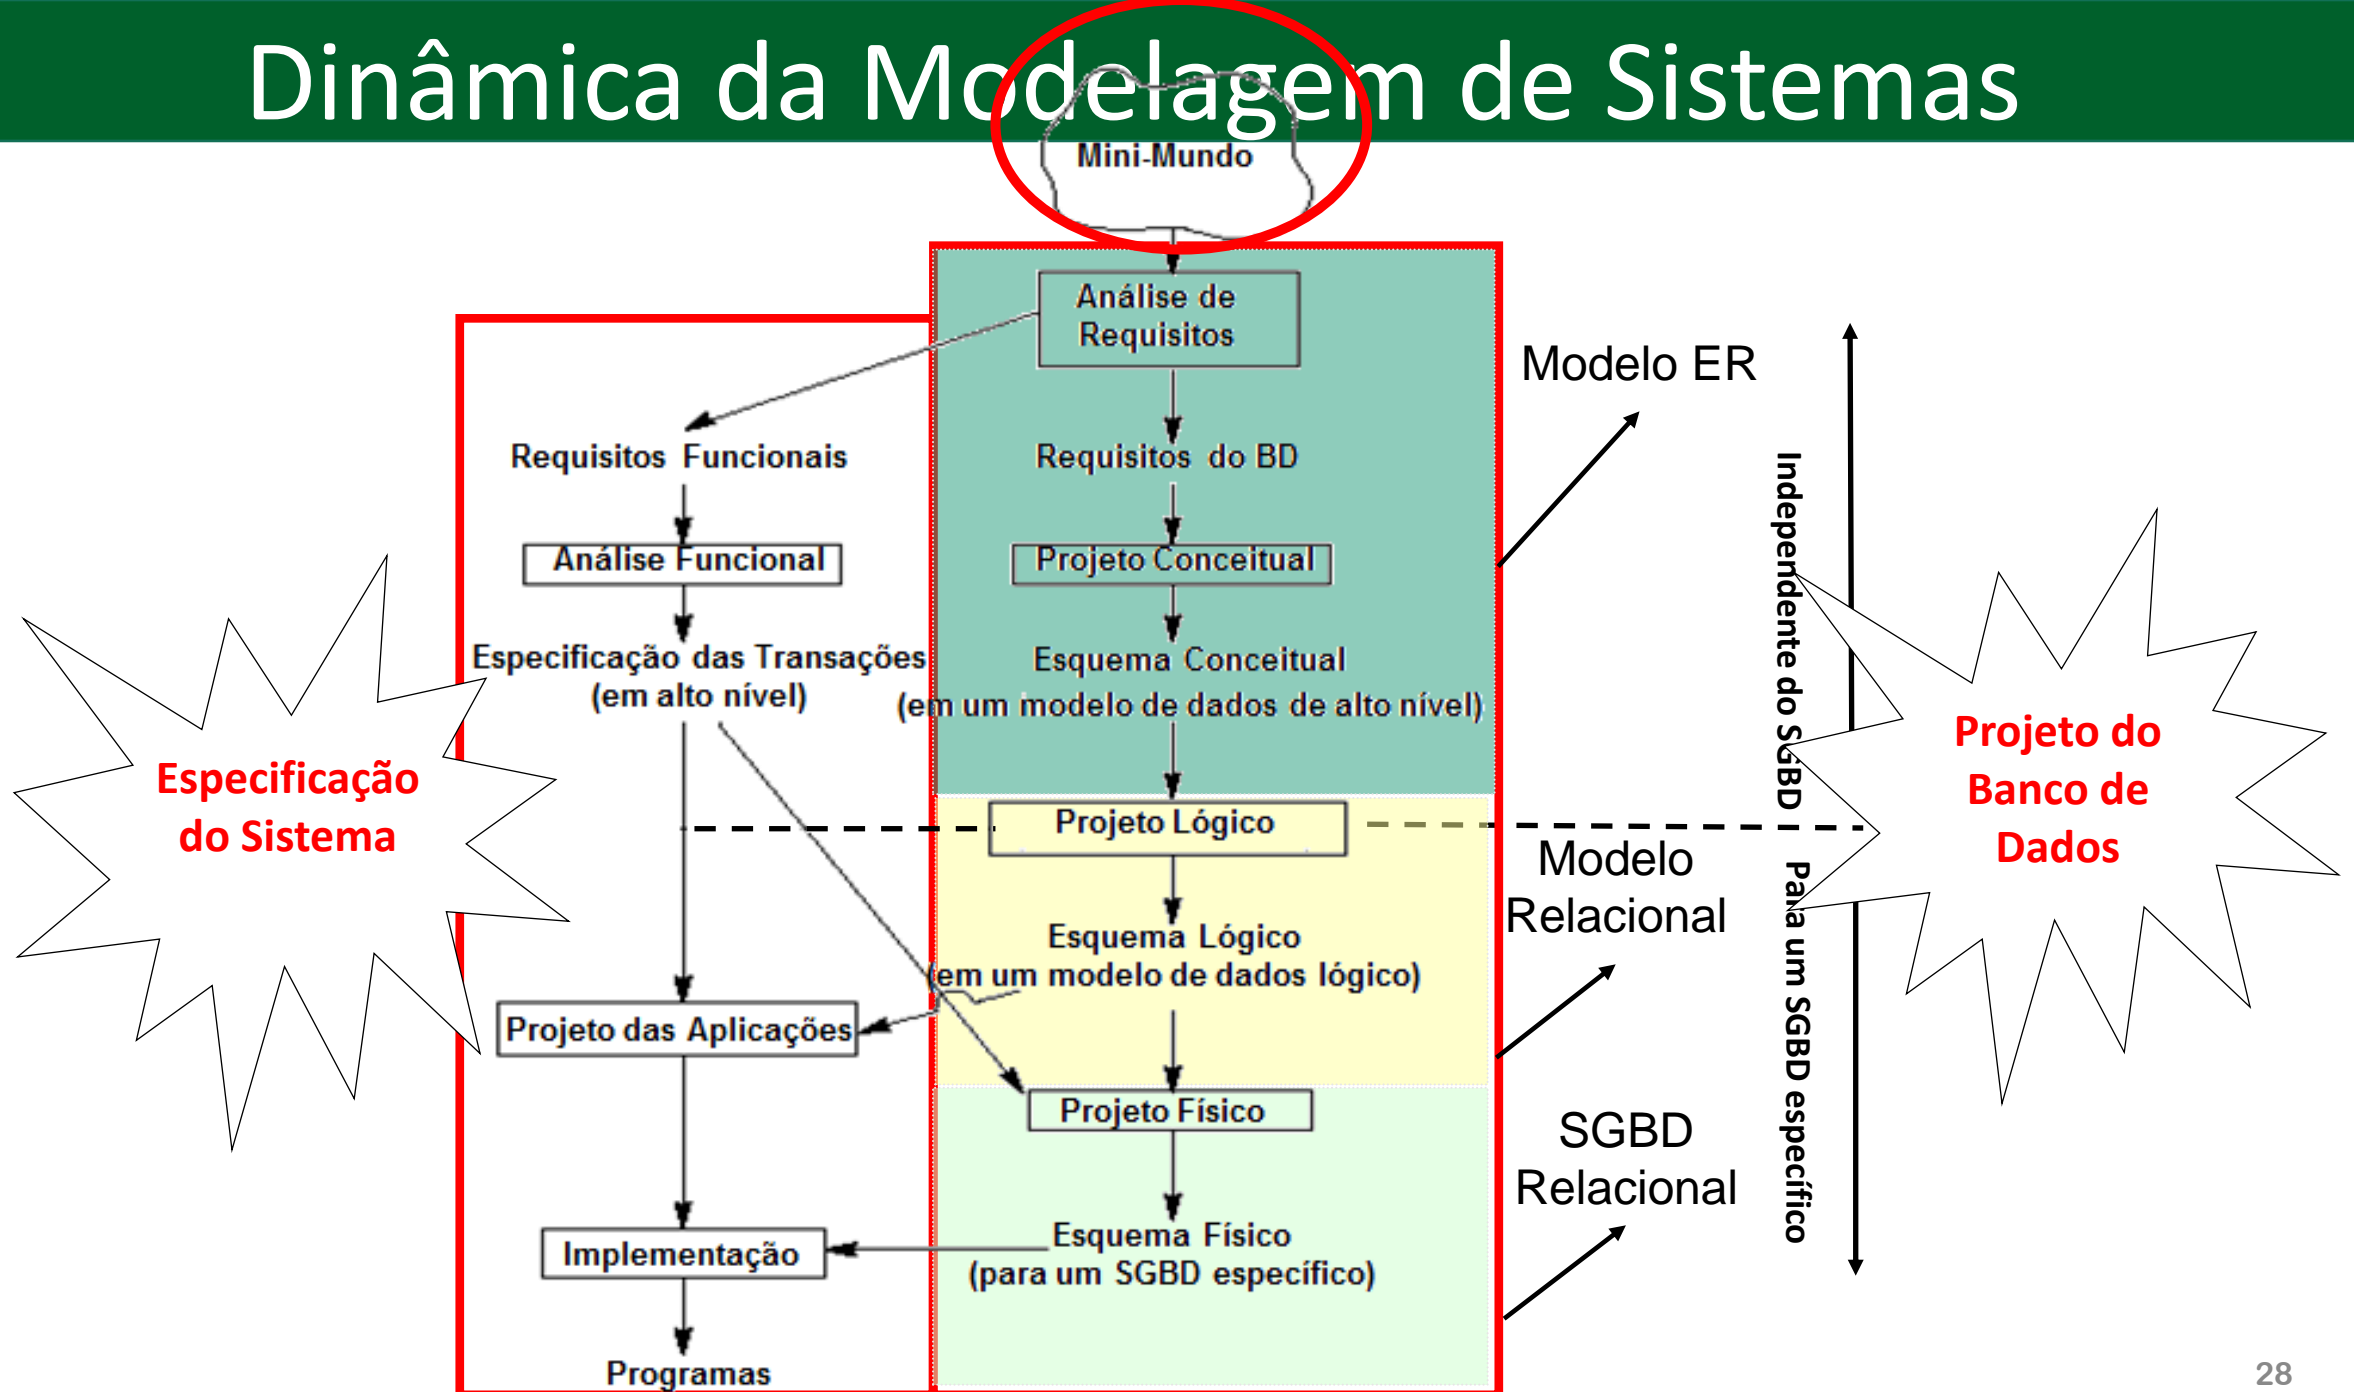 Dinâmica da Modelagem de Sistemas
Mini-Mundo
Análise de
Requisitos
Modelo ER
Requisitos Funcionais
Requisitos do BD
Análise Funcional
Projeto Conceitual
Especificação das Transações
(em alto nível)
Esquema Conceitual
(em um modelo de dados de alto nível)
Independente do SGBD
Especificação
do Sistema
Projeto do
Banco de
Dados
Projeto Lógico
Modelo
Relacional
Esquema Lógico
(em um modelo de dados lógico)
Para um SGBD específico
Projeto das Aplicações
Projeto Físico
SGBD
Relacional
Implementação
Esquema Físico
(para um SGBD específico)
Programas
28